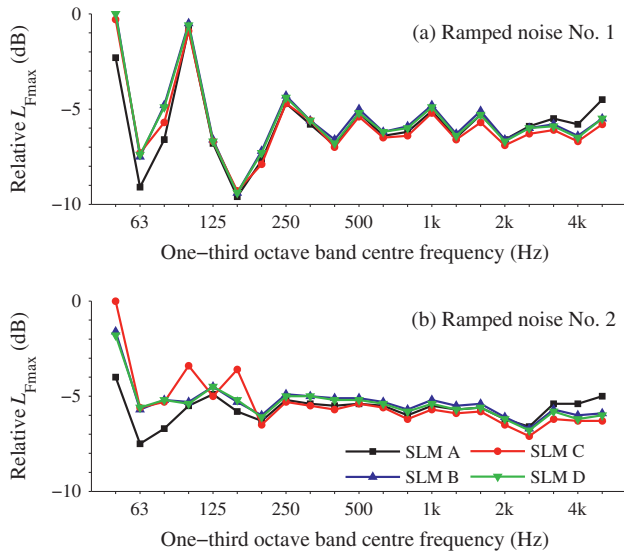 (a) Ramped noise No. 1
Relative LFmax (dB)
0
−5
−10
63 125 250 500 1k 2k 4k
One−third octave band centre frequency (Hz)
(b) Ramped noise No. 2
Relative LFmax (dB)
0
−5
−10
SLM A SLM C
SLM B SLM D
63 125 250 500 1k 2k 4k
One−third octave band centre frequency (Hz)